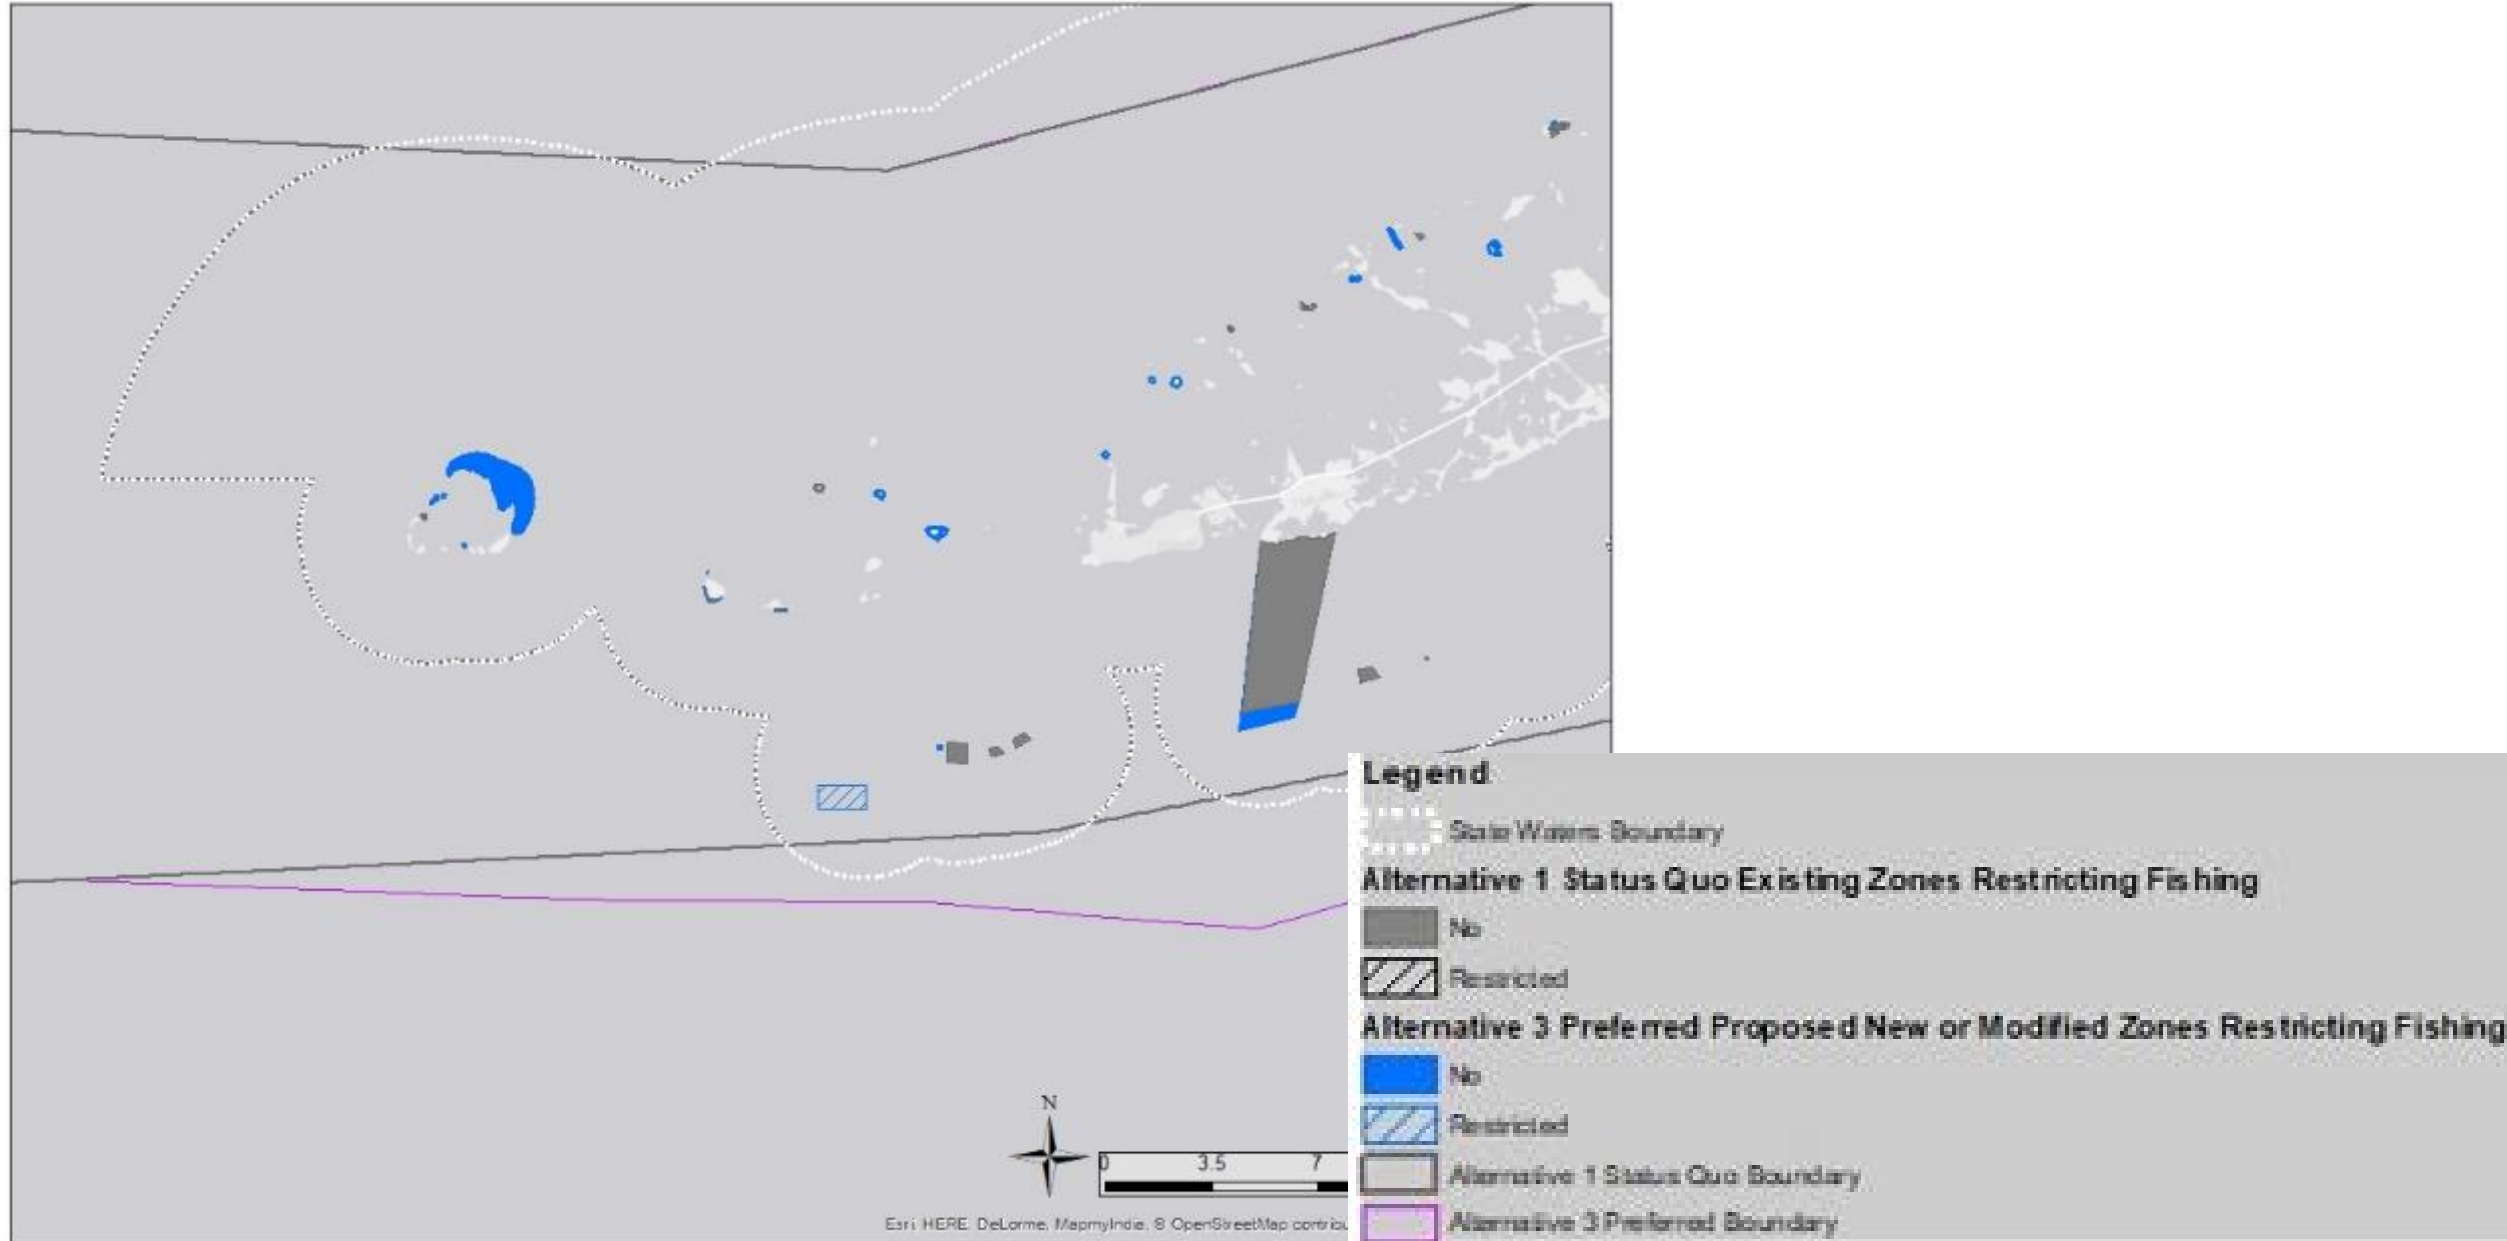 Legend
State Waters Boundary
Alternative 1 Status Quo Existing Zones Restricting Fishing
No
Restricted
Alternative 3 Preferred Proposed New or Modified Zones Restricting Fishing
No
Restricted
Alternative 1 Status Quo Boundary
Alternative 3 Preferred Boundary
N
0 3.5 7
Esri, HERE, DeLorme, MapmyIndia, © OpenStreetMap